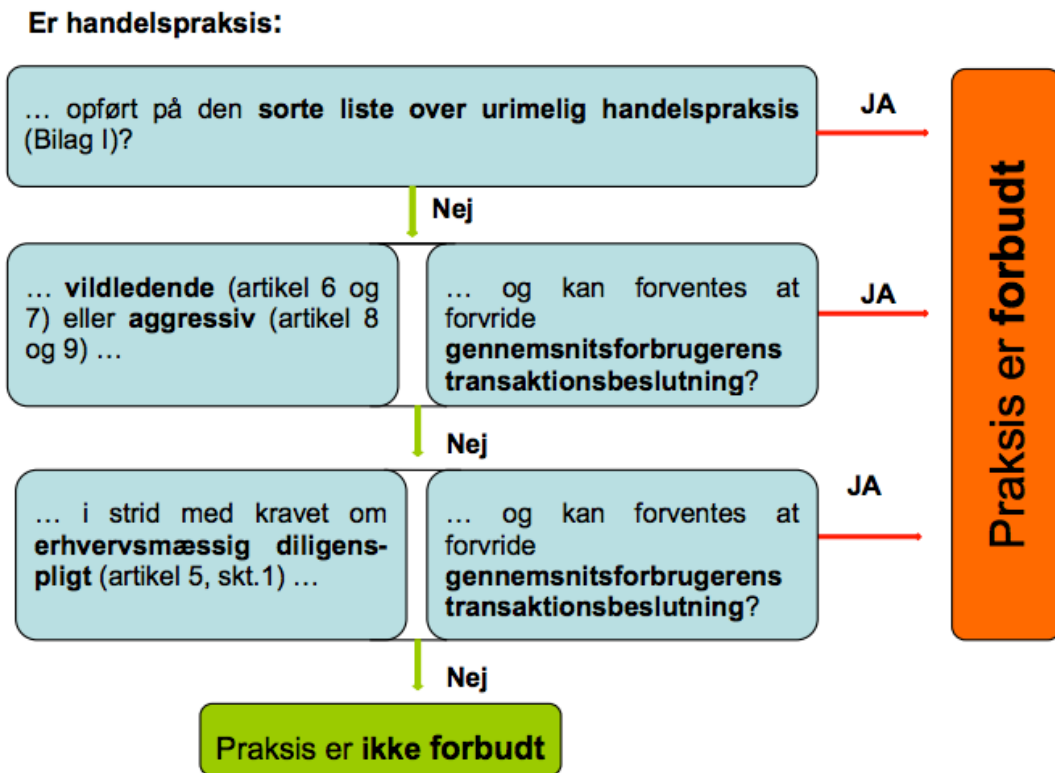 Er handelspraksis:
… opført på den sorte liste over urimelig handelspraksis
(Bilag I)?
JA
Nej
… vildledende (artikel 6 og
7) eller aggressiv (artikel 8
og 9) …
… og kan forventes at
forvride
gennemsnitsforbrugerens
transaktionsbeslutning?
JA
Nej
… i strid med kravet om
erhvervsmæssig diligens-
pligt (artikel 5, skt.1) …
… og kan forventes at
forvride
gennemsnitsforbrugerens
transaktionsbeslutning?
JA
Nej
Praksis er ikke forbudt
Praksis er forbudt